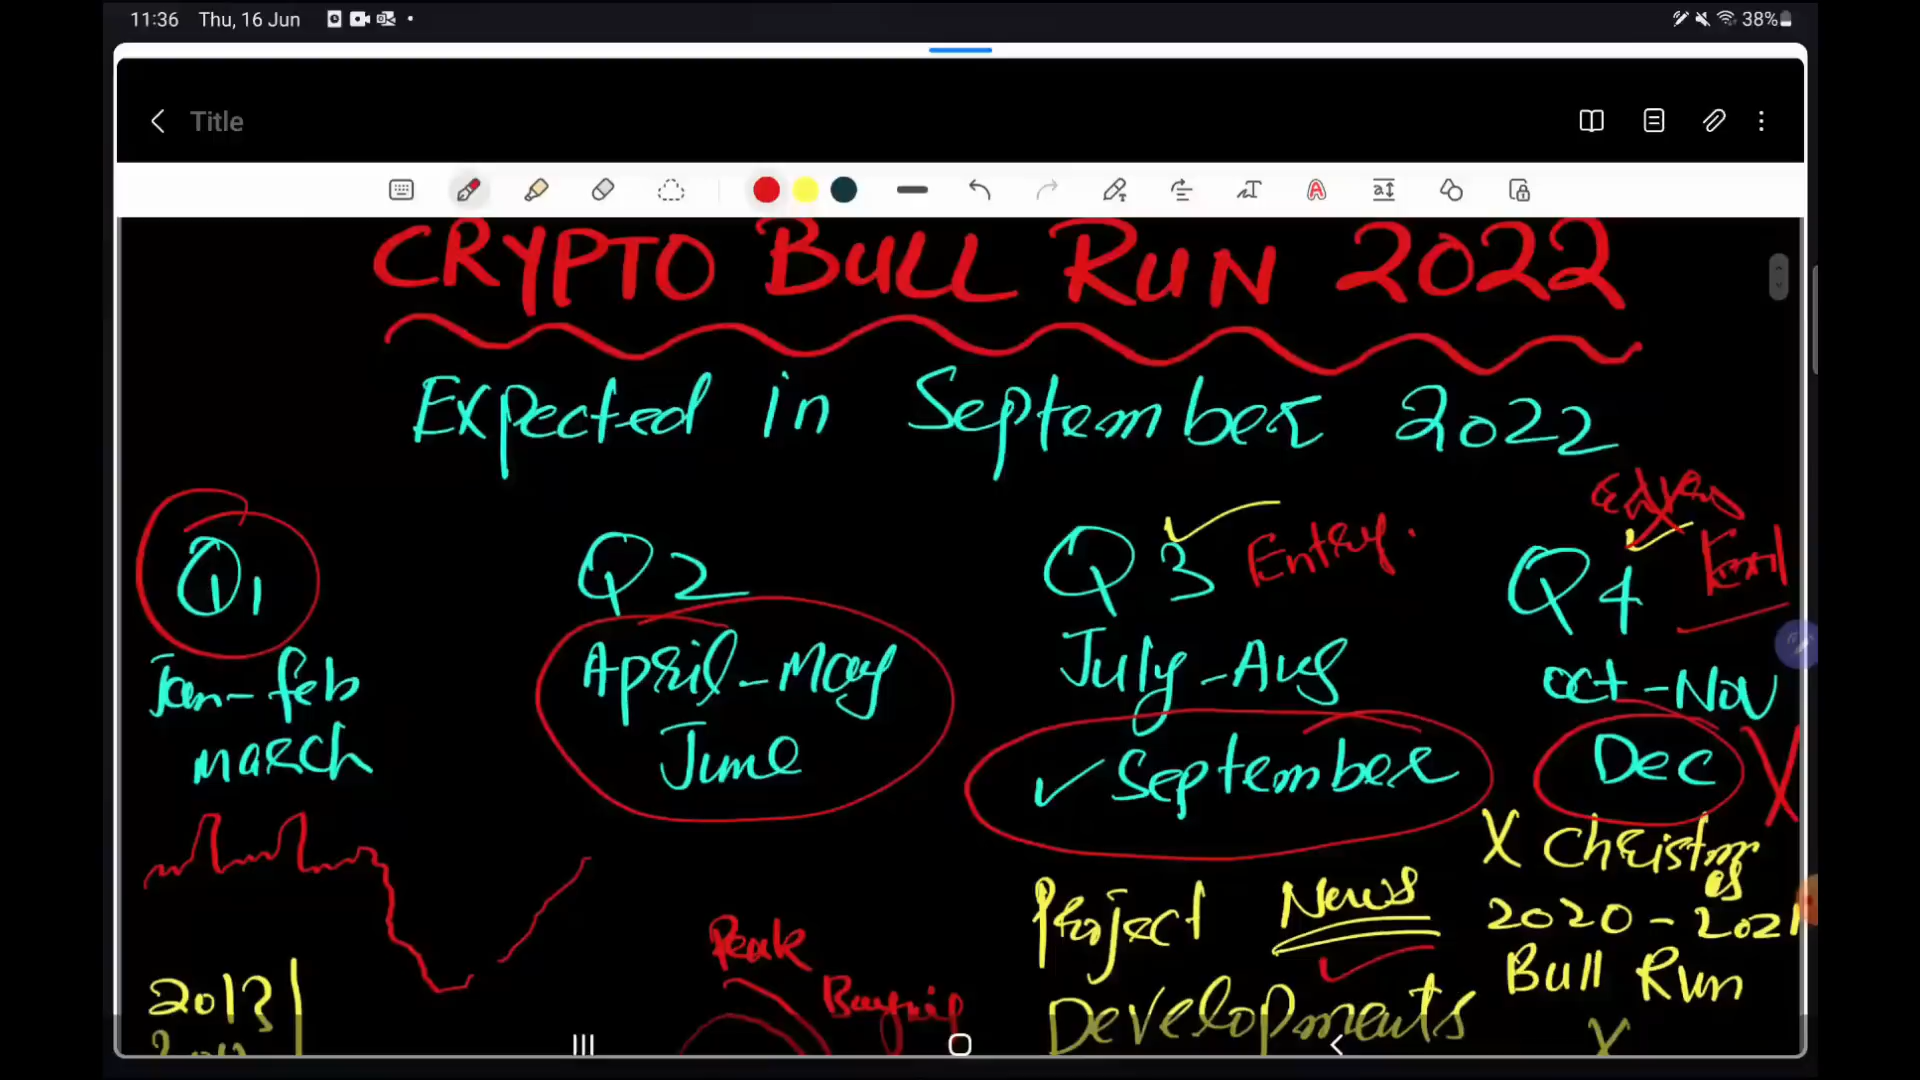 11:36 Thu, 16 Jun
38%
Title
CRYPTO BULL RUN 2022
Expected in September 2022
Q1 Q2 Q3 Entry. Q4
Jan-feb march
April-May June
July-Aug
✓ September
oct-Nov
Dec X
Project News
Developments
X Christmas
2020-2021
Bull Run
X
2013
Peak